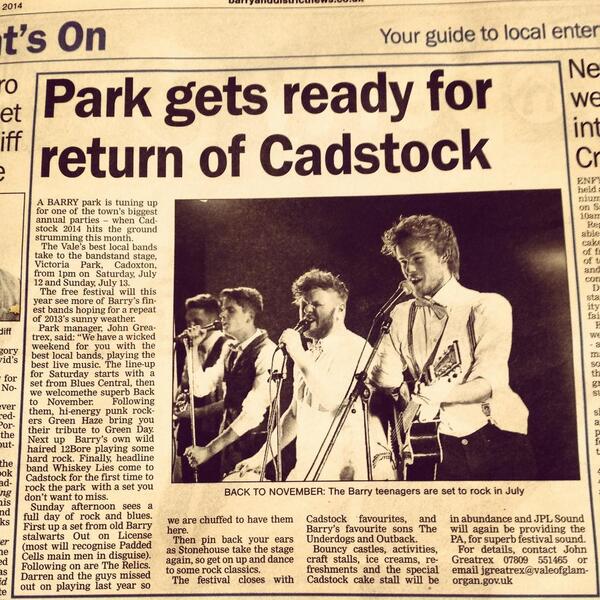 2014
barryanddistrictnews.co.uk
t's On
Your guide to local enter
Park gets ready for
return of Cadstock
A BARRY park is tuning up
for one of the town's biggest
annual parties – when Cad-
stock 2014 hits the ground
strumming this month.
The Vale's best local bands
take to the bandstand stage,
Victoria Park, Cadoxton,
from 1pm on Saturday, July
12 and Sunday, July 13.
The free festival will this
year see more of Barry's fin-
est bands hoping for a repeat
of 2013's sunny weather.
Park manager, John Grea-
trex, said: "We have a wicked
weekend for you with the
best local bands, playing the
best live music. The line-up
for Saturday starts with a
set from Blues Central, then
we welcomethe superb Back
to November. Following
them, hi-energy punk rock-
ers Green Haze bring you
their tribute to Green Day.
Next up Barry's own wild
haired 12Bore playing some
hard rock. Finally, headline
band Whiskey Lies come to
Cadstock for the first time to
rock the park with a set you
don't want to miss.
Sunday afternoon sees a
full day of rock and blues.
First up a set from old Barry
stalwarts Out on License
(most will recognise Padded
Cells main men in disguise).
Following on are The Relics.
Darren and the guys missed
out on playing last year so
BACK TO NOVEMBER: The Barry teenagers are set to rock in July
we are chuffed to have them
here.
Then pin back your ears
as Stonehouse take the stage
again, so get on up and dance
to some rock classics.
The festival closes with
Cadstock favourites, and
Barry's favourite sons The
Underdogs and Outback.
Bouncy castles, activities,
craft stalls, ice creams, re-
freshments and the special
Cadstock cake stall will be
in abundance and JPL Sound
will again be providing the
PA, for superb festival sound.
For details, contact John
Greatrex 07809 551465 or
email jgreatrex@valeofglam-
organ.gov.uk
Ne
we
int
Cr